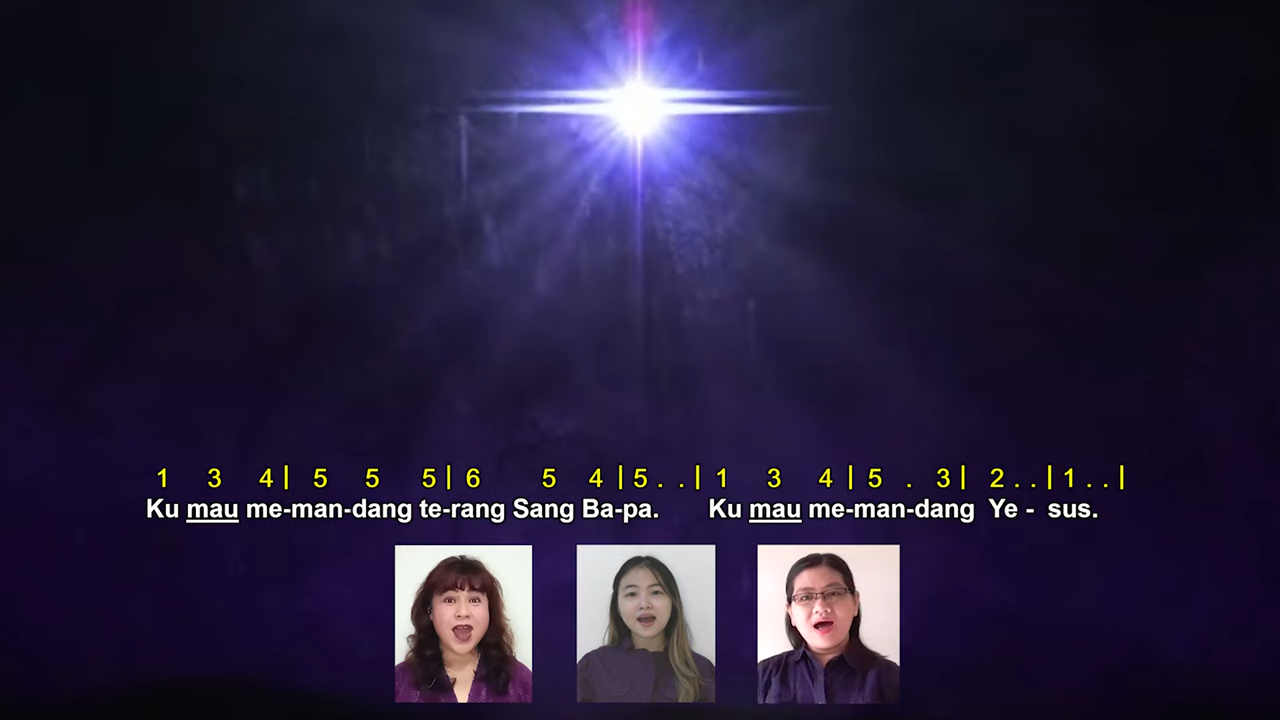 1 3 4| 5 5 5| 6 5 4 |5 . . | 1 3 4 | 5 . 3| 2 . . | 1 . . |
Ku mau me-man-dang te-rang Sang Ba-pa. Ku mau me-man-dang Ye - sus.